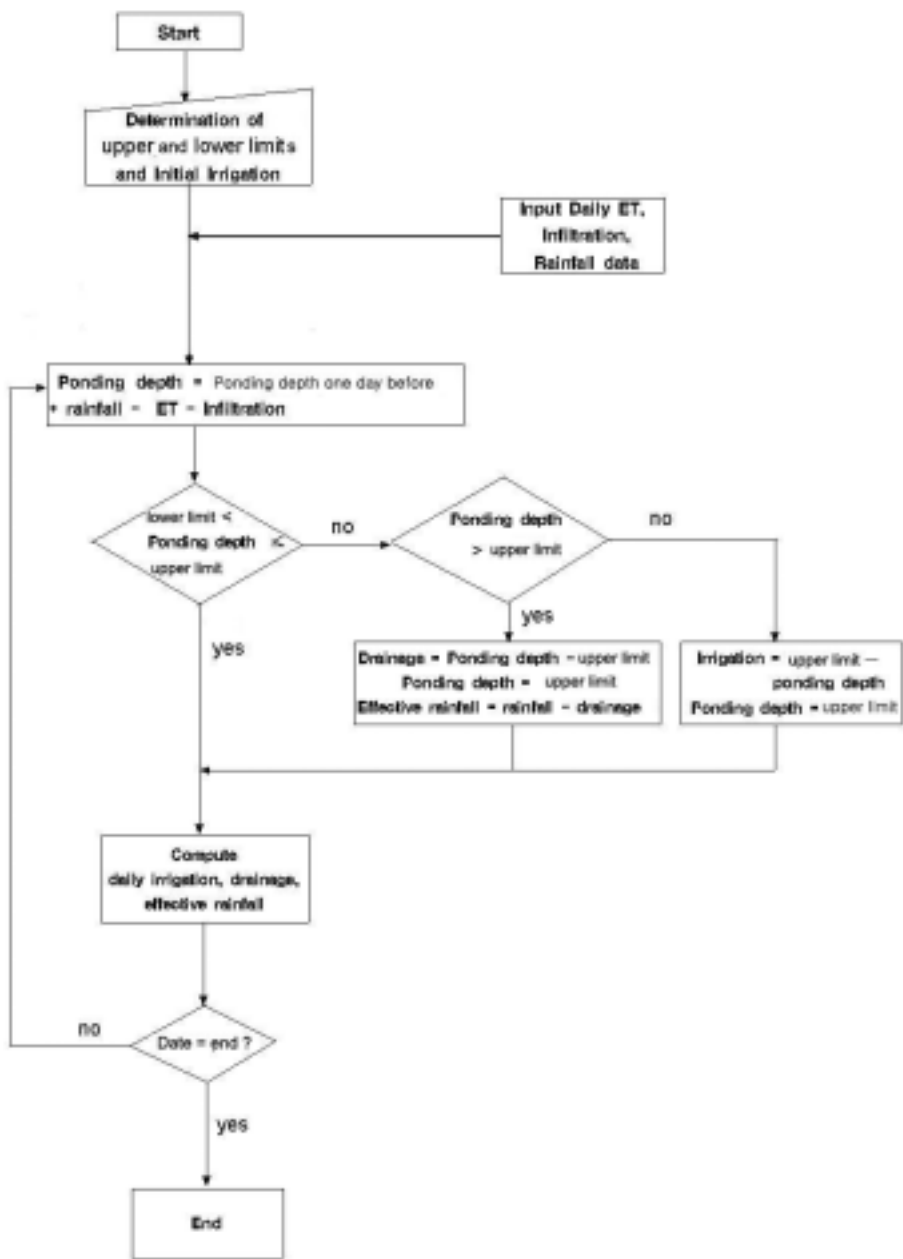 Start
Determination of
upper and lower limits
and Initial Irrigation
Input Daily ET,
Infiltration,
Rainfall data
Ponding depth = Ponding depth one day before
+ rainfall - ET - Infiltration
lower limit <
Ponding depth ≤
upper limit
no
Ponding depth
> upper limit
no
yes
yes
Drainage = Ponding depth - upper limit
Ponding depth = upper limit
Effective rainfall = rainfall - drainage
Irrigation = upper limit —
ponding depth
Ponding depth = upper limit
Compute
daily irrigation, drainage,
effective rainfall
no
Date = end ?
yes
End